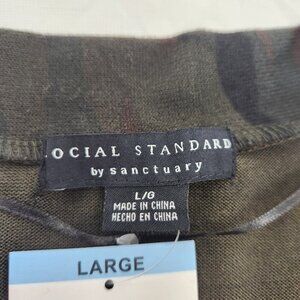 OCIAL STANDARD
by sanctuary
L/G
MADE IN CHINA
HECHO EN CHINA
LARGE